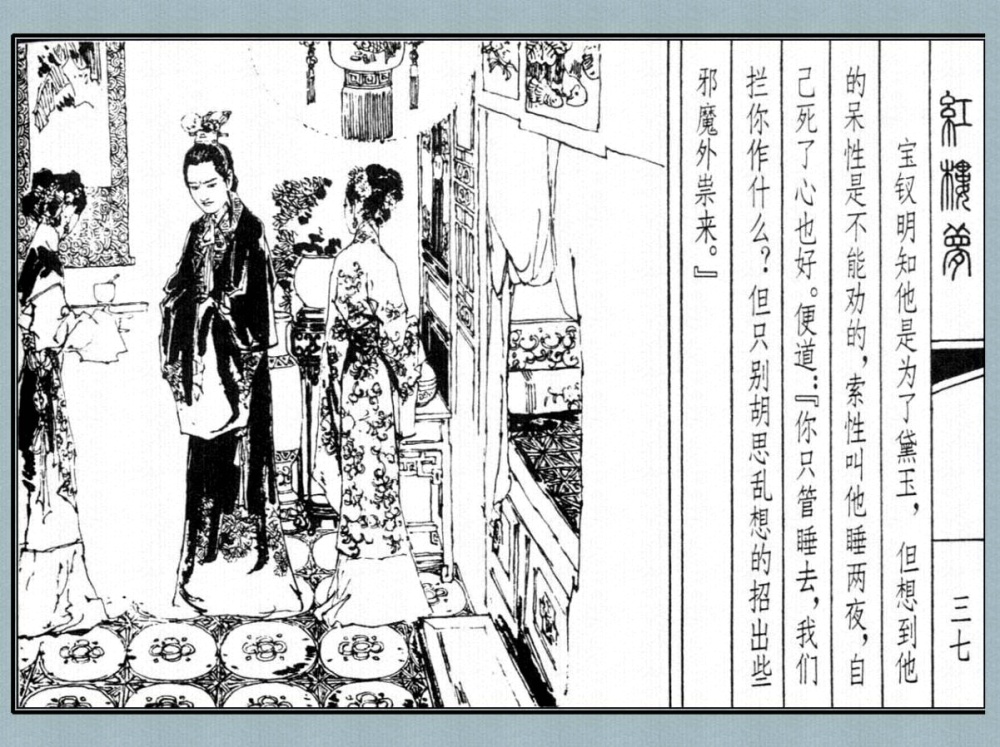 紅樓夢
三七
宝钗明知他是为了黛玉，但想到他
的呆性是不能劝的，索性叫他睡两夜，自
己死了心也好。便道：『你只管睡去，我们
拦你作什么？但只别胡思乱想的招出些
邪魔外祟来。』